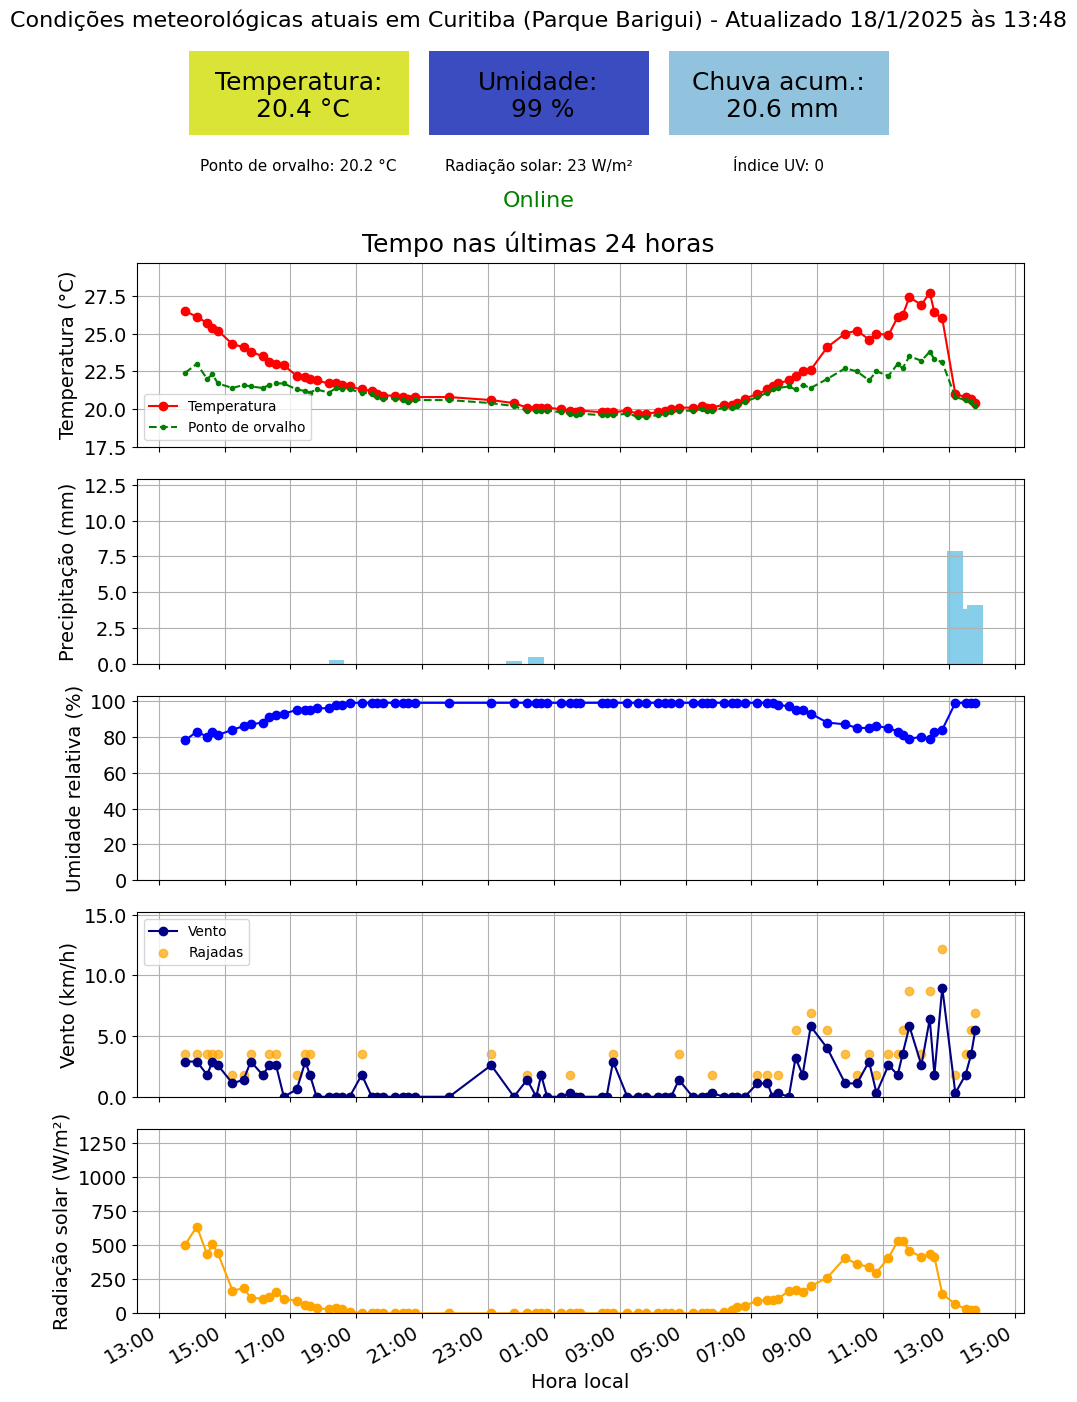 Condições meteorológicas atuais em Curitiba (Parque Barigui) - Atualizado 18/1/2025 às 13:48
Temperatura:
20.4 °C
Umidade:
99 %
Chuva acum.:
20.6 mm
Ponto de orvalho: 20.2 °C
Radiação solar: 23 W/m²
Índice UV: 0
Online
Tempo nas últimas 24 horas
Temperatura (°C)
27.5
25.0
22.5
20.0
17.5
Temperatura
Ponto de orvalho
Precipitação (mm)
12.5
10.0
7.5
5.0
2.5
0.0
Umidade relativa (%)
100
80
60
40
20
0
Vento (km/h)
15.0
10.0
5.0
0.0
Vento
Rajadas
Radiação solar (W/m²)
1250
1000
750
500
250
0
13:00
15:00
17:00
19:00
21:00
23:00
01:00
03:00
05:00
07:00
09:00
11:00
13:00
15:00
Hora local